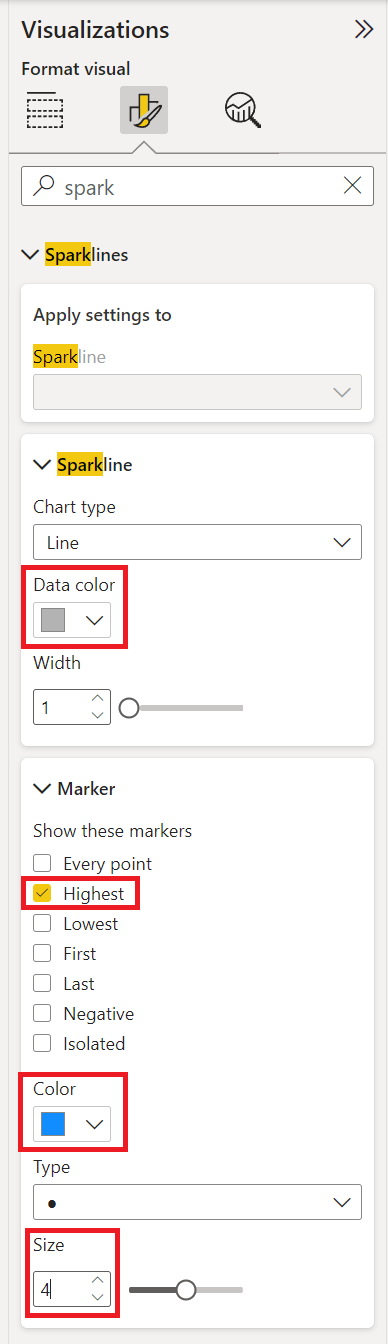 Visualizations
Format visual
spark
Sparklines
Apply settings to
Sparkline
Sparkline
Chart type
Line
Data color
Width
1
Marker
Show these markers
Every point
Highest
Lowest
First
Last
Negative
Isolated
Color
Type
Size
4